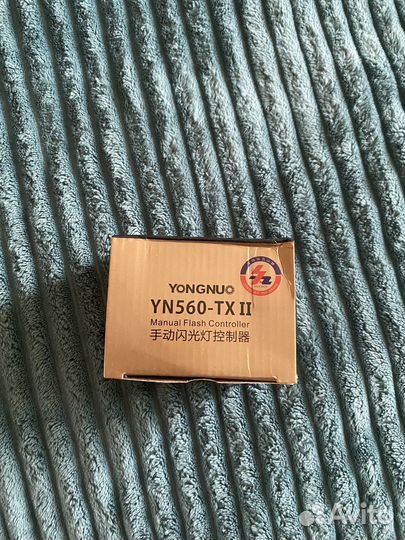 YONGNUO
YN560-TX II
Manual Flash Controller
手动闪光灯控制器
Avito